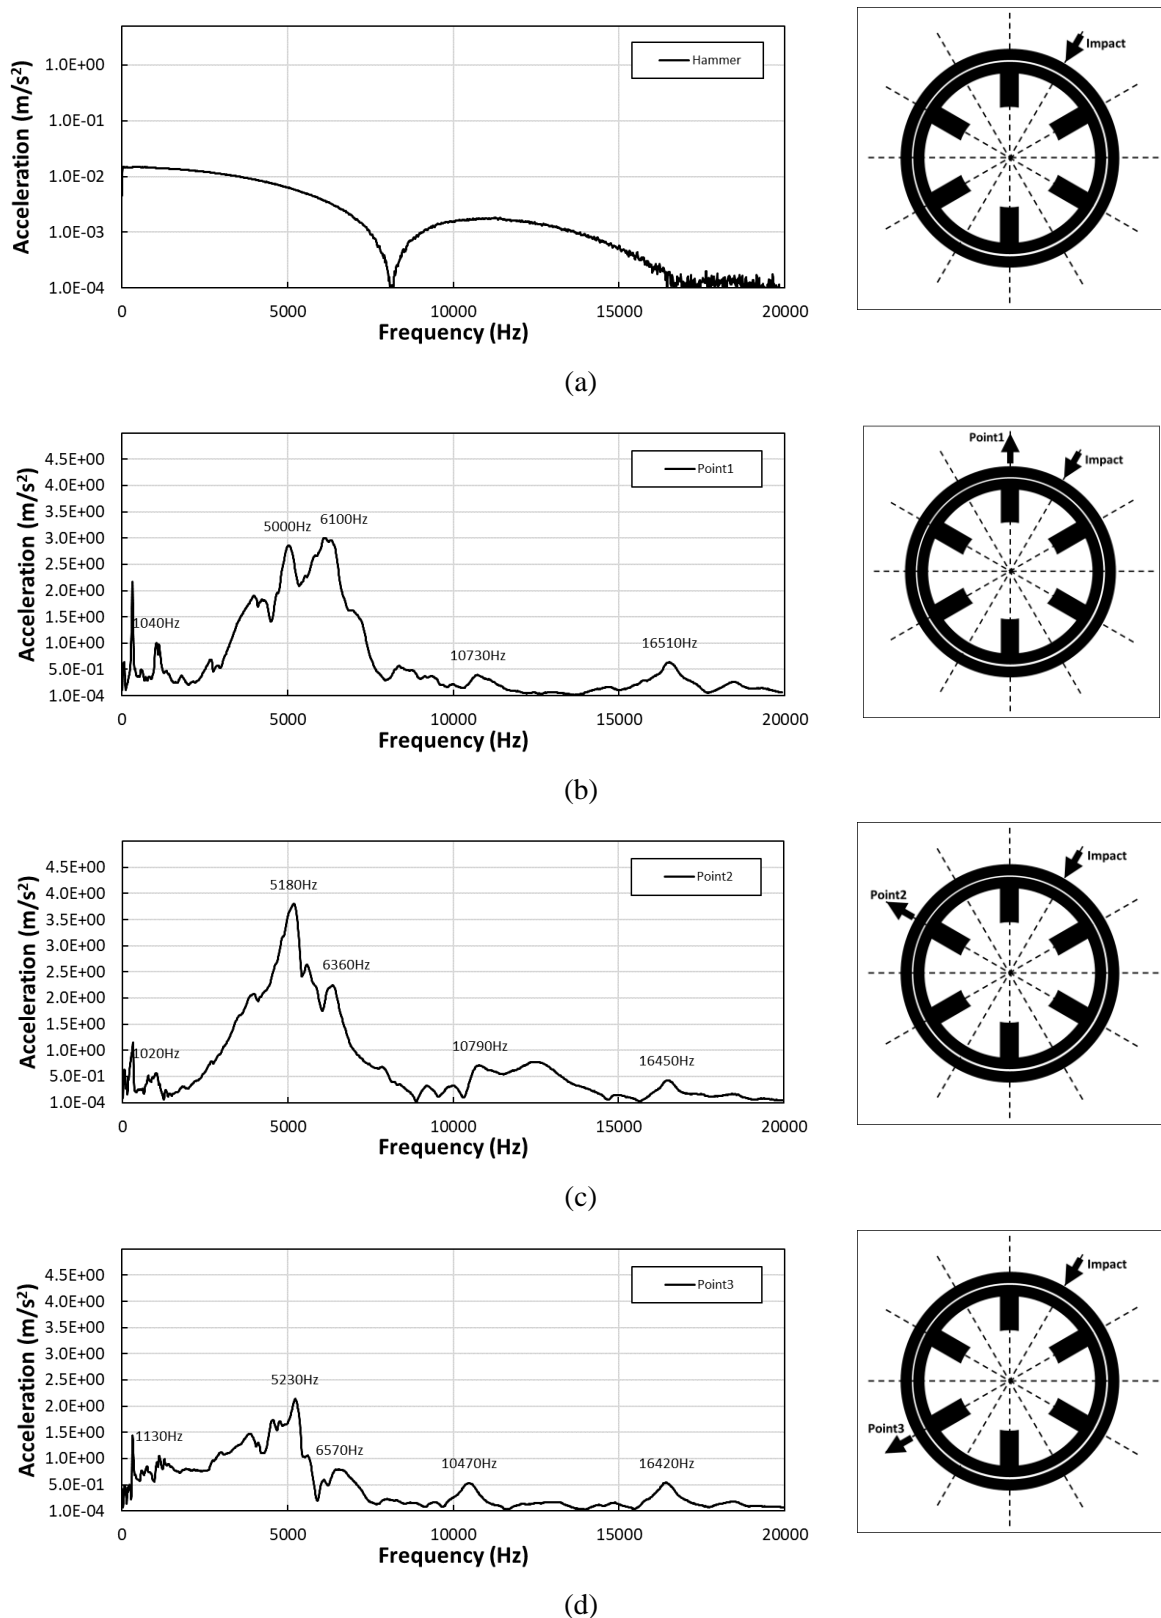 Acceleration (m/s²)
1.0E+00
1.0E-01
1.0E-02
1.0E-03
1.0E-04
Hammer
0 5000 10000 15000 20000
Frequency (Hz)
Impact
(a)
Acceleration (m/s²)
4.5E+00
4.0E+00
3.5E+00
3.0E+00
2.5E+00
2.0E+00
1.5E+00
1.0E+00
5.0E-01
1.0E-04
Point1
1040Hz
5000Hz
6100Hz
10730Hz
16510Hz
0 5000 10000 15000 20000
Frequency (Hz)
Point1
Impact
(b)
Acceleration (m/s²)
4.5E+00
4.0E+00
3.5E+00
3.0E+00
2.5E+00
2.0E+00
1.5E+00
1.0E+00
5.0E-01
1.0E-04
Point2
1020Hz
5180Hz
6360Hz
10790Hz
16450Hz
0 5000 10000 15000 20000
Frequency (Hz)
Point2
Impact
(c)
Acceleration (m/s²)
4.5E+00
4.0E+00
3.5E+00
3.0E+00
2.5E+00
2.0E+00
1.5E+00
1.0E+00
5.0E-01
1.0E-04
Point3
1130Hz
5230Hz
6570Hz
10470Hz
16420Hz
0 5000 10000 15000 20000
Frequency (Hz)
Impact
Point3
(d)